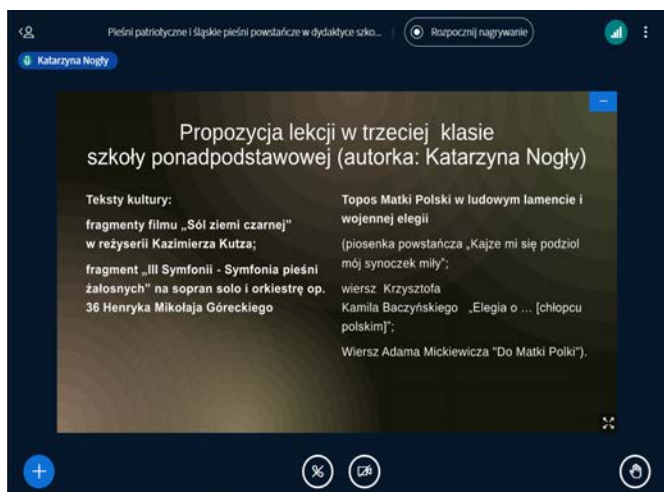 Pieśni patriotyczne i śląskie pieśni powstańcze w dydaktyce szko...
Rozpocznij nagrywanie
Katarzyna Nogły
Propozycja lekcji w trzeciej klasie
szkoły ponadpodstawowej (autorka: Katarzyna Nogły)
Teksty kultury:
fragmenty filmu „Sól ziemi czarnej”
w reżyserii Kazimierza Kutza;
fragment „III Symfonii - Symfonia pieśni
żałosnych” na sopran solo i orkiestrę op.
36 Henryka Mikołaja Góreckiego
Topos Matki Polski w ludowym lamencie i
wojennej elegii
(piosenka powstańcza „Kajze mi się podziol
mój synoczek miły”;
wiersz Krzysztofa
Kamila Baczyńskiego „Elegia o ... [chłopcu
polskim]”;
Wiersz Adama Mickiewicza "Do Matki Polki").